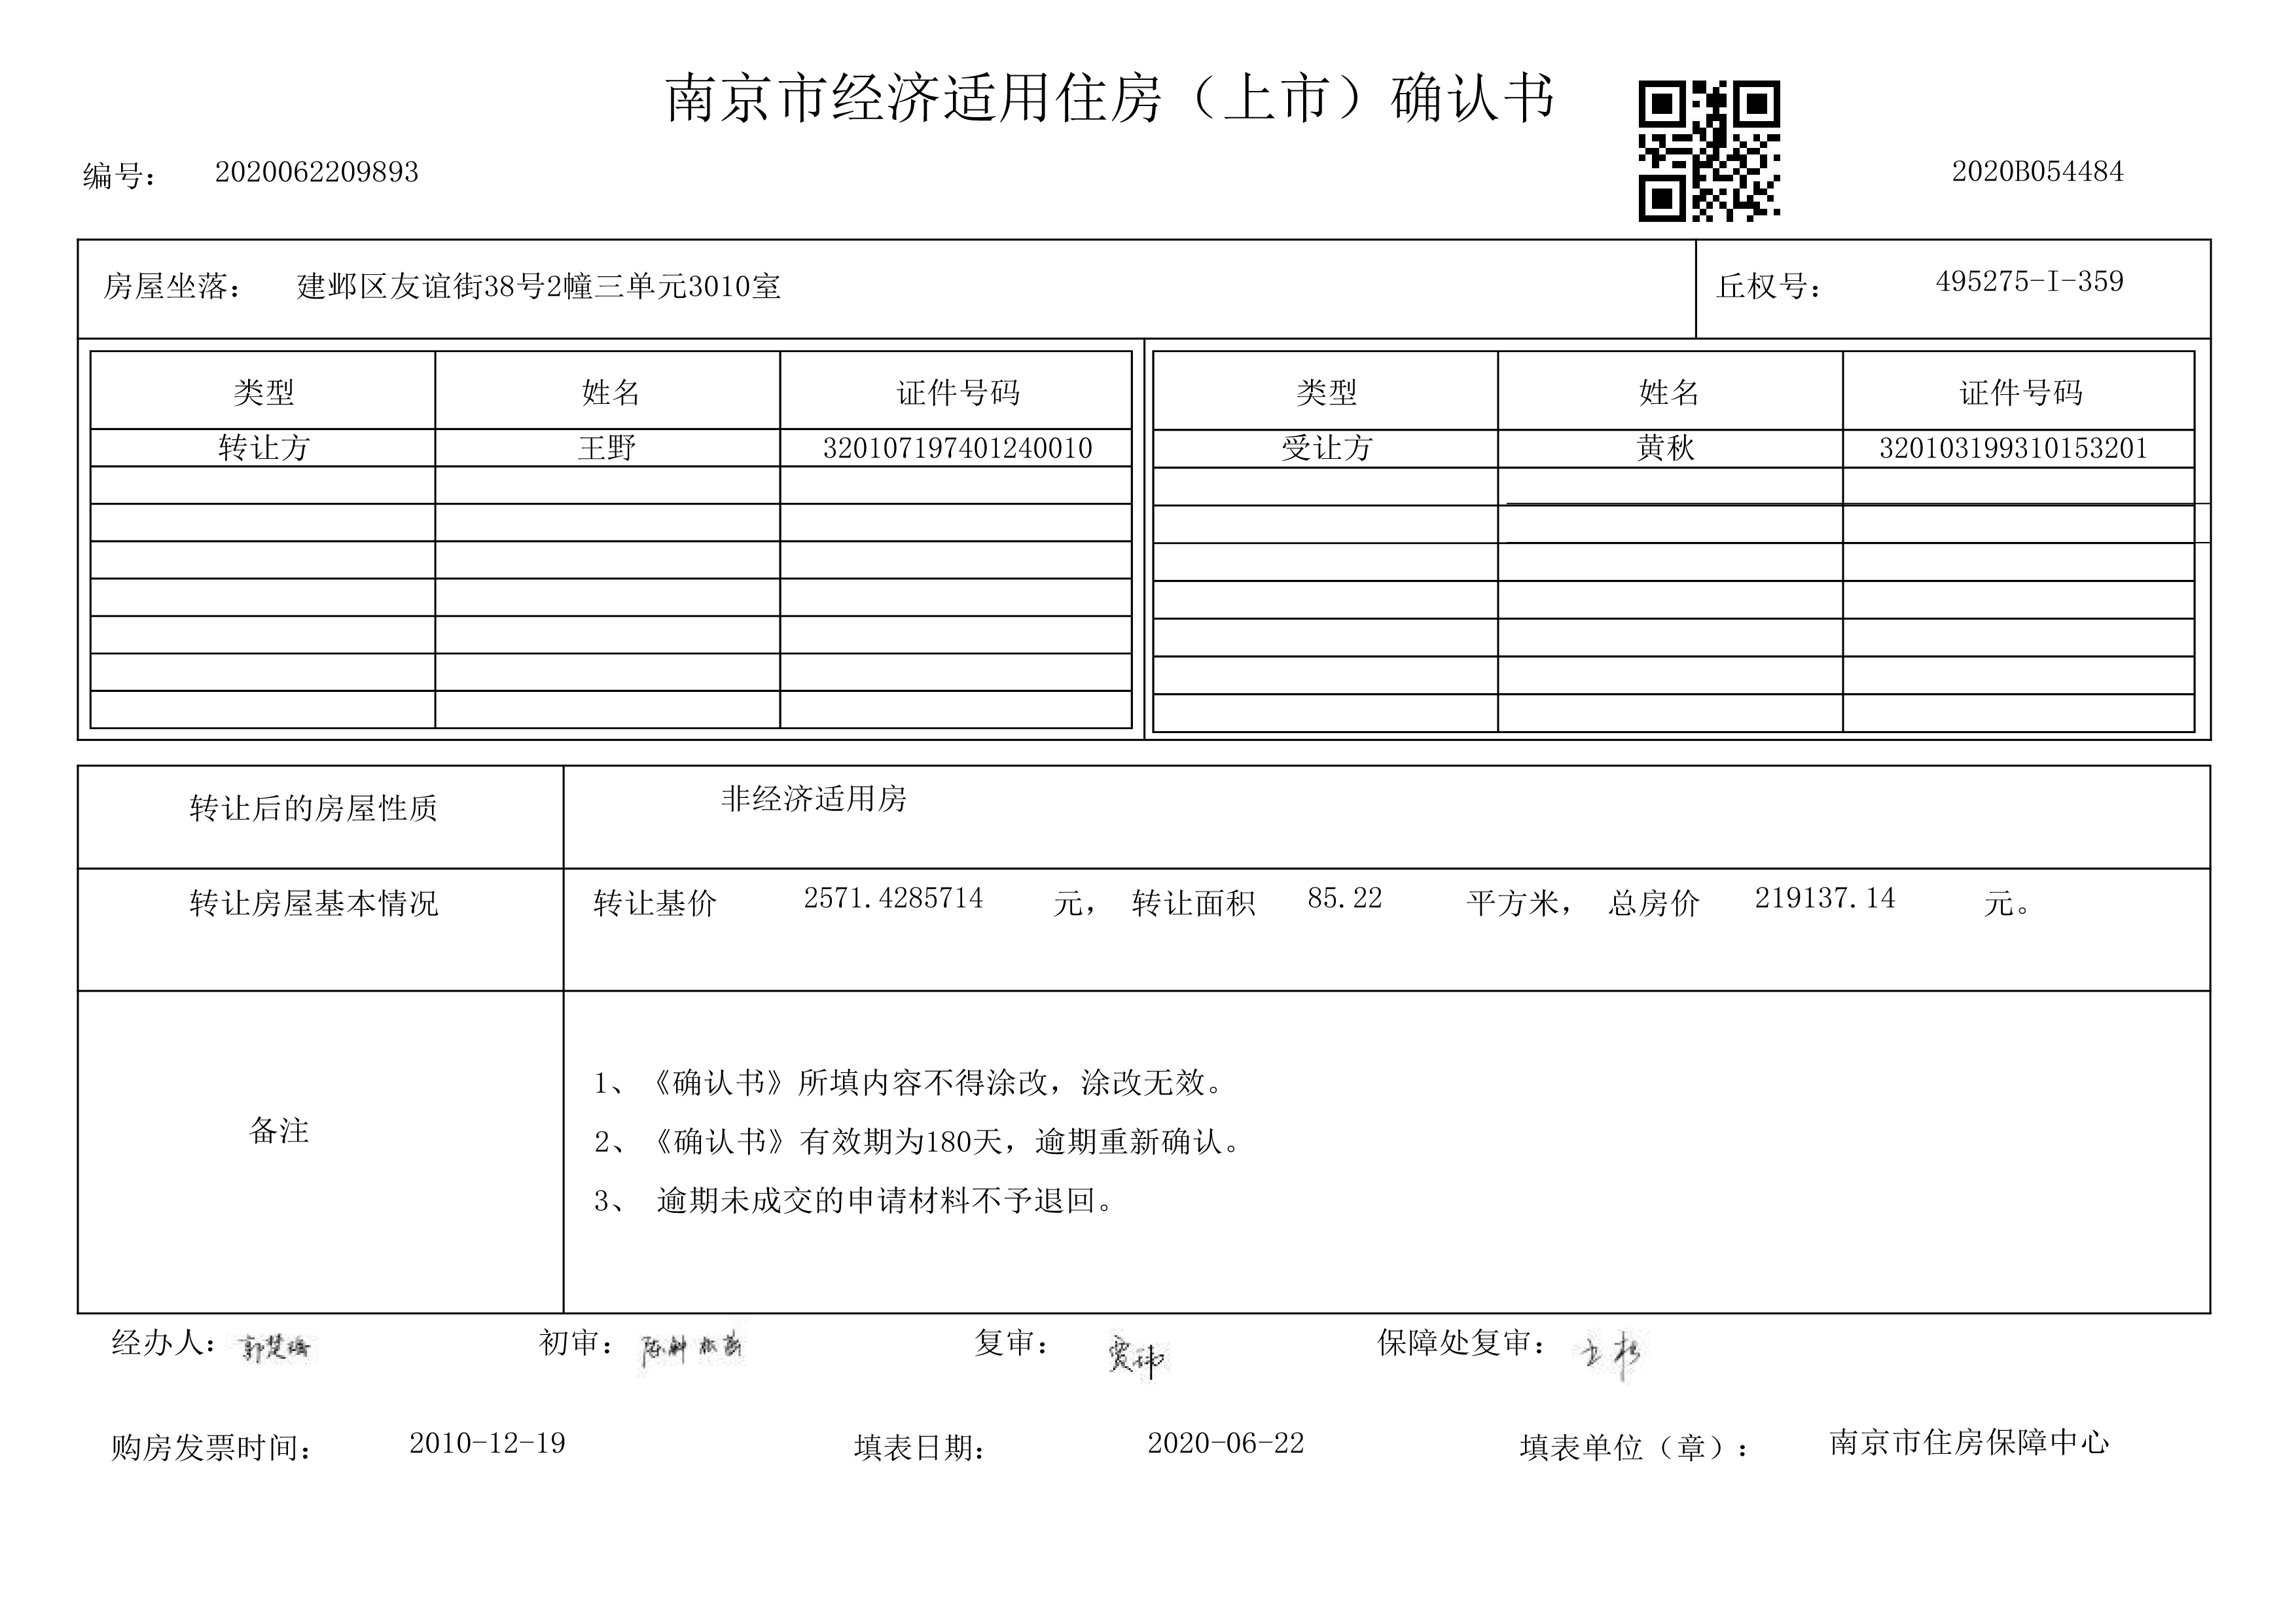 南京市经济适用住房（上市）确认书
编号： 2020062209893 2020B054484
房屋坐落： 建邺区友谊街38号2幢三单元3010室 丘权号： 495275-I-359
类型 姓名 证件号码 类型 姓名 证件号码
转让方 王野 320107197401240010 受让方 黄秋 320103199310153201
转让后的房屋性质 非经济适用房
转让房屋基本情况 转让基价 2571.4285714 元， 转让面积 85.22 平方米， 总房价 219137.14 元。
备注
1、《确认书》所填内容不得涂改，涂改无效。
2、《确认书》有效期为180天，逾期重新确认。
3、 逾期未成交的申请材料不予退回。
经办人： 初审： 复审： 保障处复审：
购房发票时间： 2010-12-19 填表日期： 2020-06-22 填表单位（章）： 南京市住房保障中心